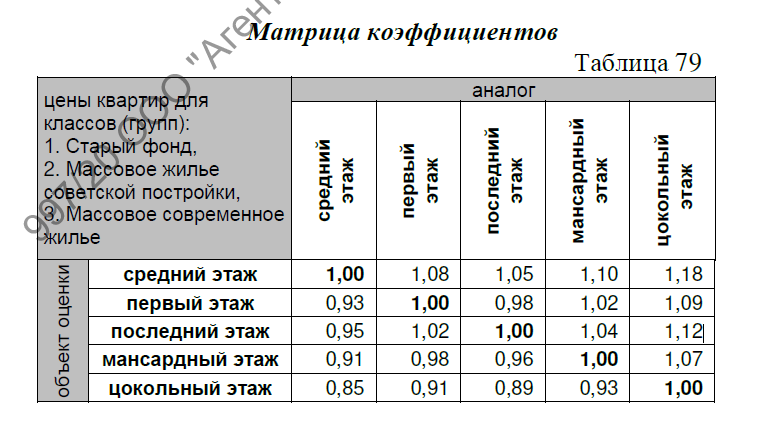 Матрица коэффициентов
Таблица 79
цены квартир для
классов (групп):
1. Старый фонд,
2. Массовое жилье
советской постройки,
3. Массовое современное
жилье
аналог
средний
этаж
первый
этаж
последний
этаж
мансардный
этаж
цокольный
этаж
объект оценки
средний этаж 1,00 1,08 1,05 1,10 1,18
первый этаж 0,93 1,00 0,98 1,02 1,09
последний этаж 0,95 1,02 1,00 1,04 1,12
мансардный этаж 0,91 0,98 0,96 1,00 1,07
цокольный этаж 0,85 0,91 0,89 0,93 1,00
997/20 ООО "Агент